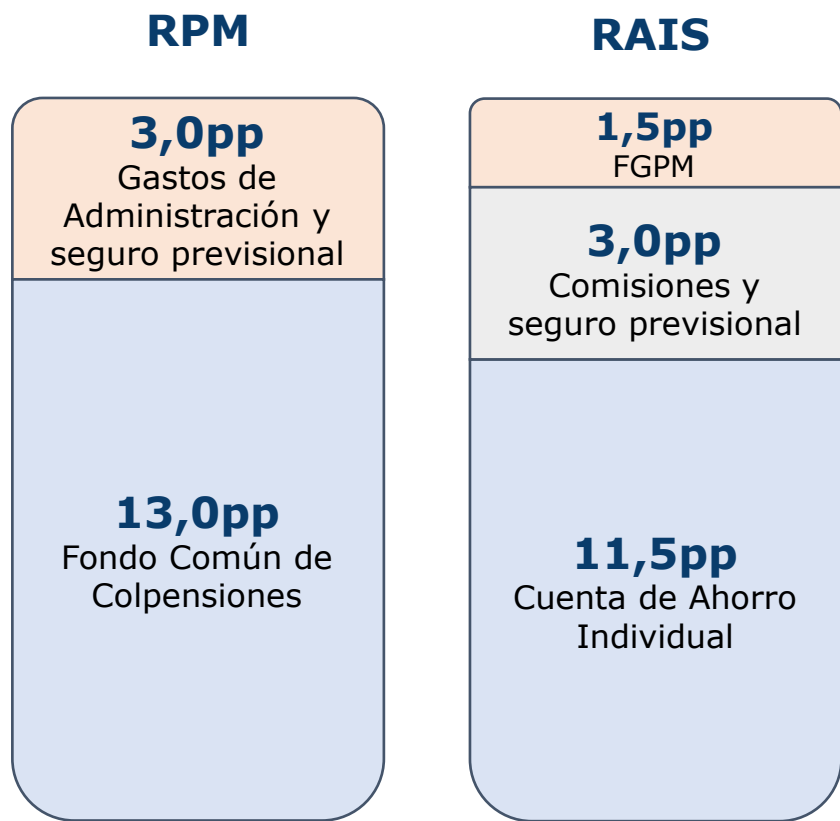 RPM
3,0pp
Gastos de
Administración y
seguro previsional
13,0pp
Fondo Común de
Colpensiones
RAIS
1,5pp
FGPM
3,0pp
Comisiones y
seguro previsional
11,5pp
Cuenta de Ahorro
Individual